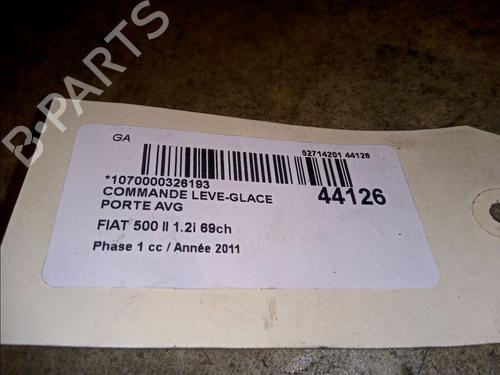 B-PARTS
GA
52714201 44126
*1070000326193
COMMANDE LEVE-GLACE
PORTE AVG
44126
FIAT 500 II 1.2i 69ch
Phase 1 cc / Année 2011